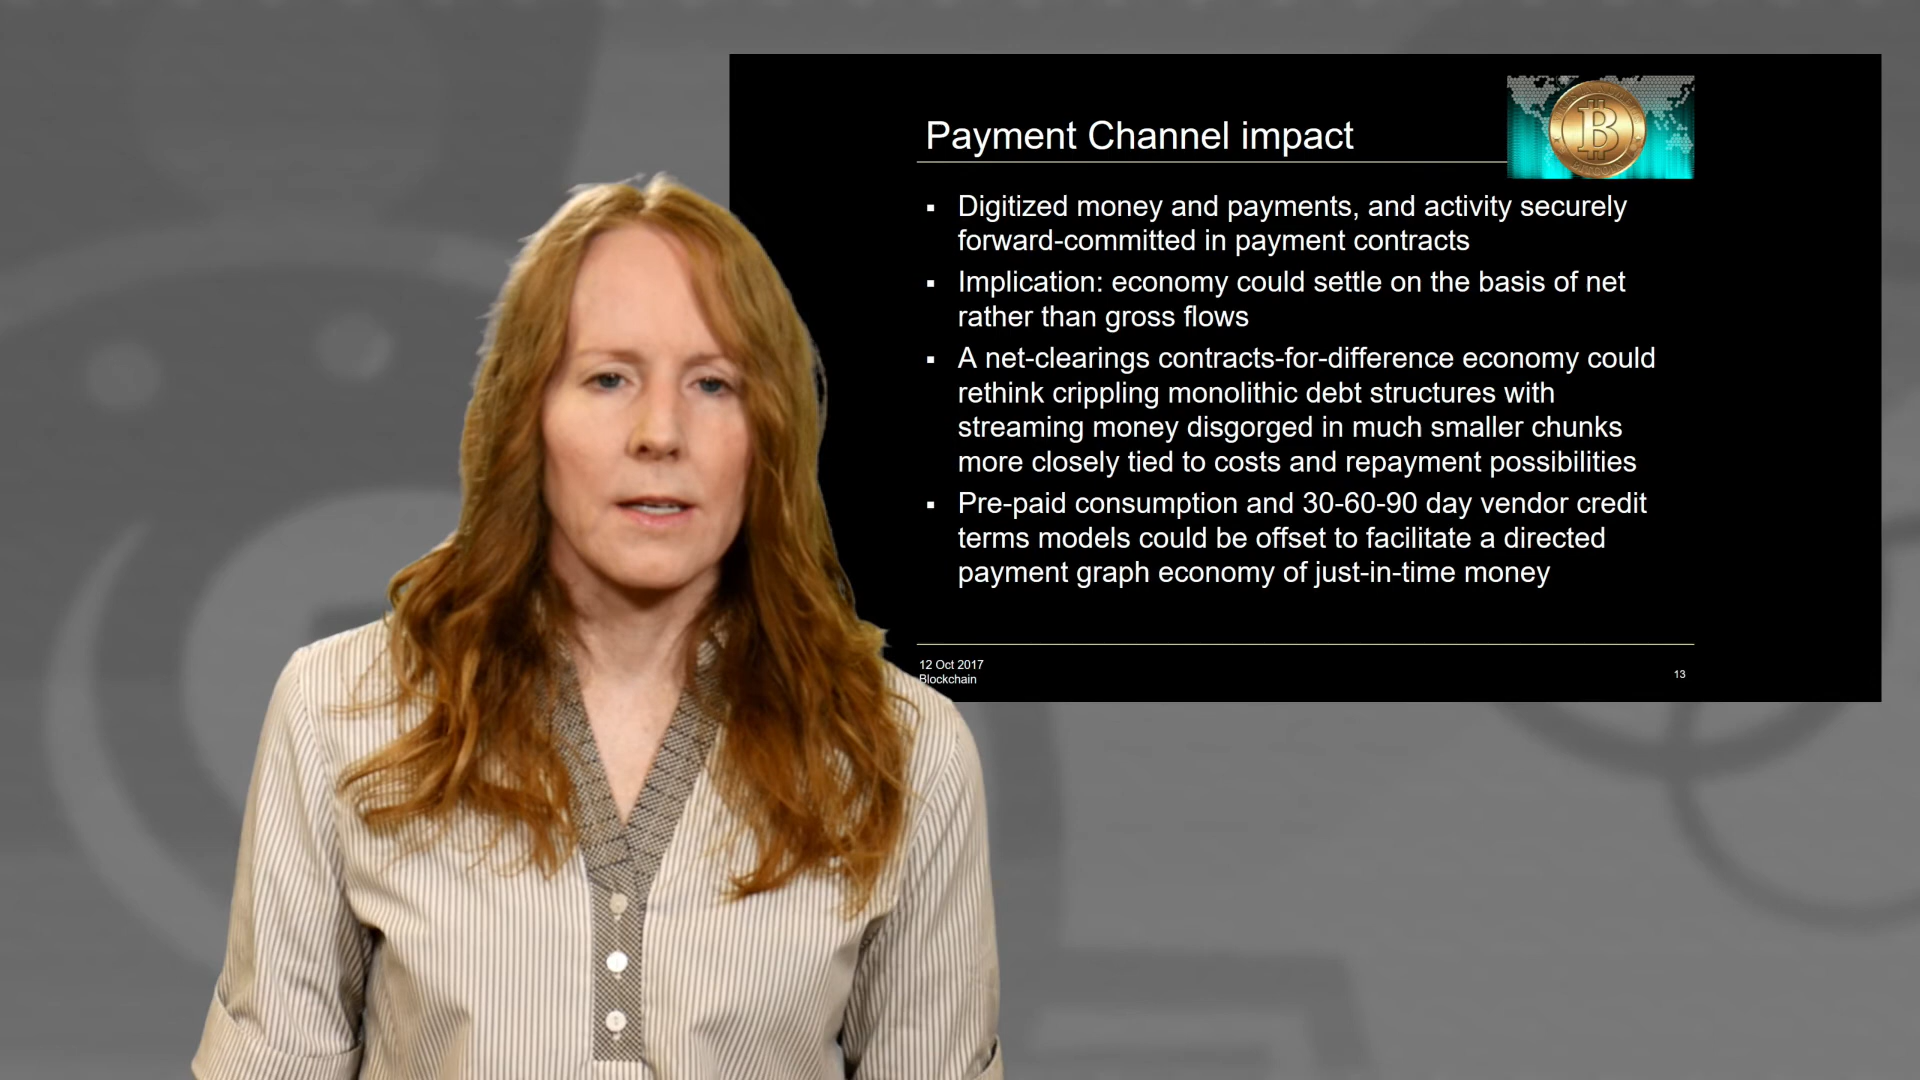 Payment Channel impact
▪ Digitized money and payments, and activity securely
forward-committed in payment contracts
▪ Implication: economy could settle on the basis of net
rather than gross flows
▪ A net-clearings contracts-for-difference economy could
rethink crippling monolithic debt structures with
streaming money disgorged in much smaller chunks
more closely tied to costs and repayment possibilities
▪ Pre-paid consumption and 30-60-90 day vendor credit
terms models could be offset to facilitate a directed
payment graph economy of just-in-time money
12 Oct 2017
Blockchain
13